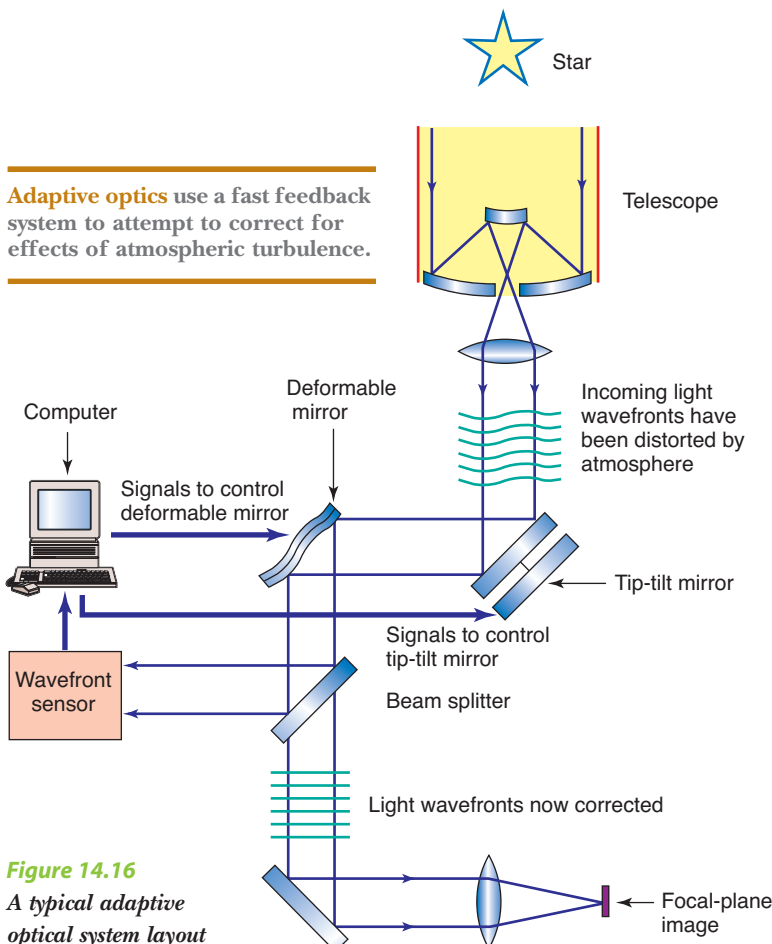 Star
Telescope
Adaptive optics use a fast feedback
system to attempt to correct for
effects of atmospheric turbulence.
Incoming light
wavefronts have
been distorted by
atmosphere
Deformable
mirror
Computer
Signals to control
deformable mirror
Tip-tilt mirror
Signals to control
tip-tilt mirror
Wavefront
sensor
Beam splitter
Light wavefronts now corrected
Figure 14.16
A typical adaptive
optical system layout
Focal-plane
image